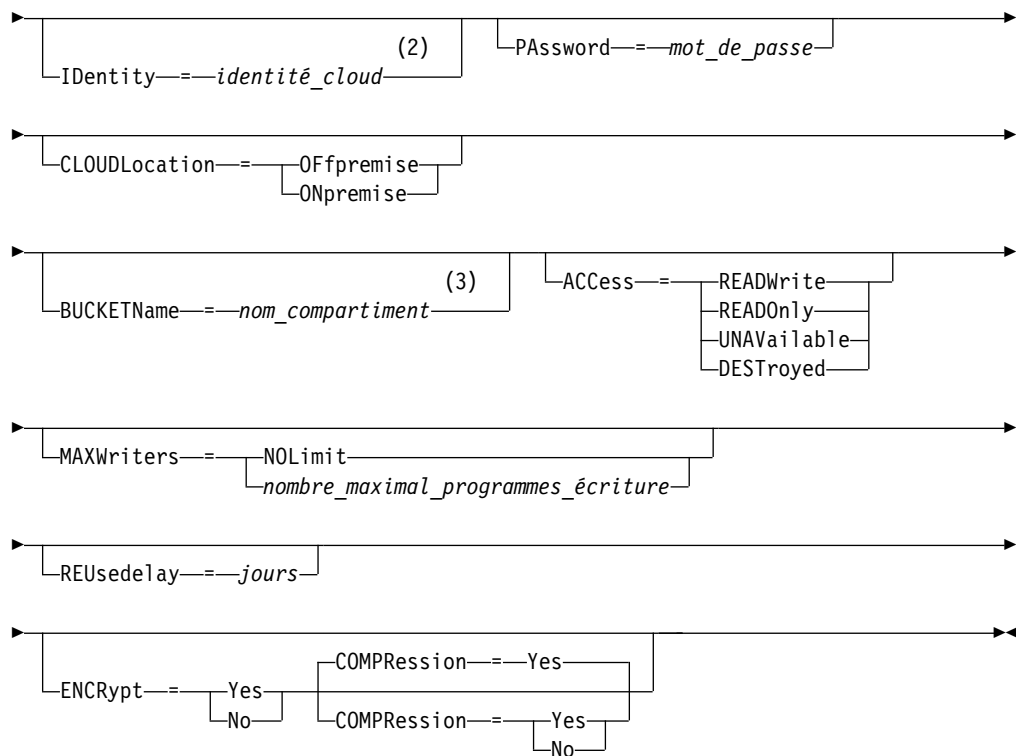 (2)
IDentity = identité_cloud
PAssword = mot_de_passe
CLOUDLocation = OFfpremise
ONpremise
(3)
BUCKETName = nom_compartiment
ACCess = READWrite
READOnly
UNAVailable
DESTroyed
MAXWriters = NOLimit
nombre_maximal_programmes_écriture
REUsedelay = jours
COMPRession = Yes
ENCRypt = Yes
No
COMPRession = Yes
No